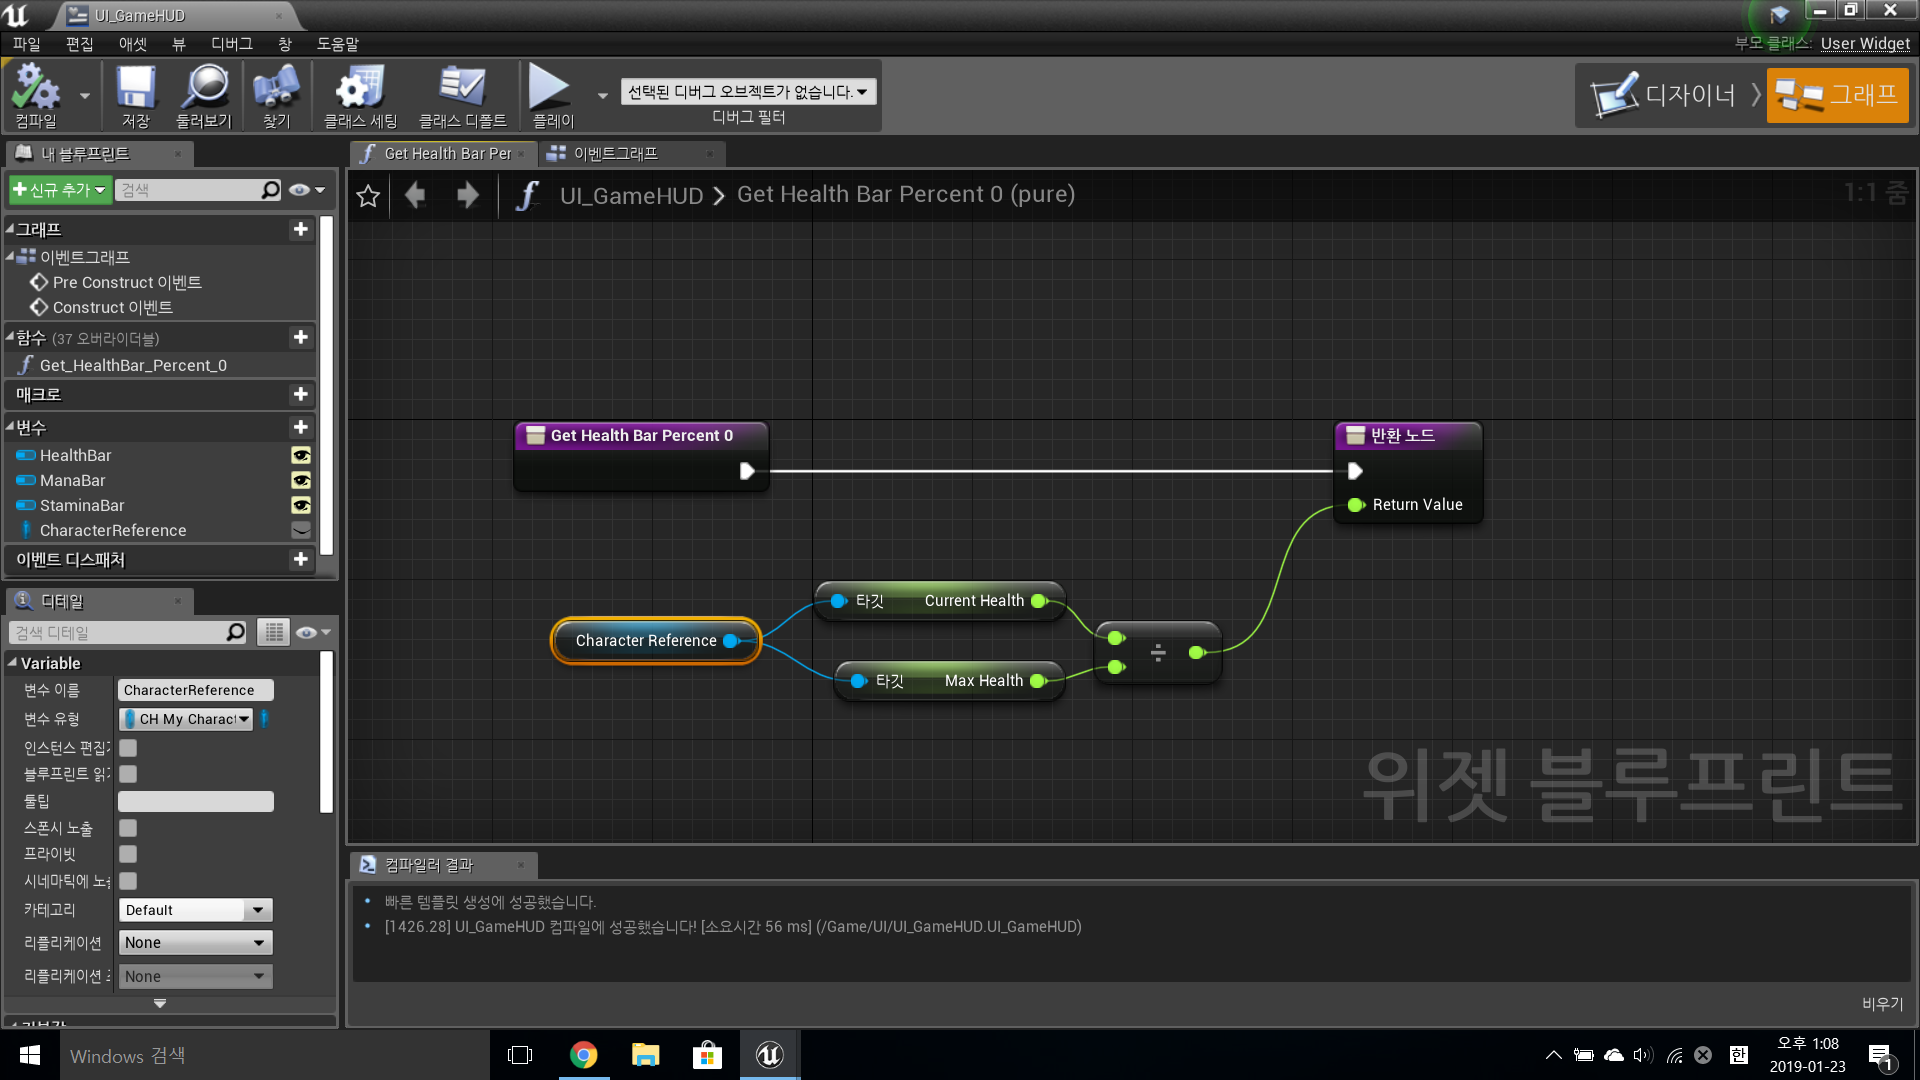 UI_GameHUD
파일 편집 애셋 뷰 디버그 창 도움말
부모 클래스: User Widget
컴파일 저장 둘러보기 찾기 클래스 세팅 클래스 디폴트 플레이
선택된 디버그 오브젝트가 없습니다.
디버그 필터
디자이너 그래프
내 블루프린트
신규 추가 검색
그래프
이벤트그래프
Pre Construct 이벤트
Construct 이벤트
함수 (37 오버라이더블)
Get_HealthBar_Percent_0
매크로
변수
HealthBar
ManaBar
StaminaBar
CharacterReference
이벤트 디스패처
디테일
검색 디테일
Variable
변수 이름 CharacterReference
변수 유형 CH My Charact
인스턴스 편집
블루프린트 읽
툴팁
스폰시 노출
프라이빗
시네마틱에 노
카테고리 Default
리플리케이션 None
리플리케이션 None
Get Health Bar Per
이벤트그래프
UI_GameHUD > Get Health Bar Percent 0 (pure)
1:1 줌
Get Health Bar Percent 0
반환 노드
Return Value
타깃 Current Health
Character Reference
÷
타깃 Max Health
위젯 블루프린트
컴파일러 결과
• 빠른 템플릿 생성에 성공했습니다.
• [1426.28] UI_GameHUD 컴파일에 성공했습니다! [소요시간 56 ms] (/Game/UI/UI_GameHUD.UI_GameHUD)
비우기
Windows 검색
한
오후 1:08
2019-01-23
1